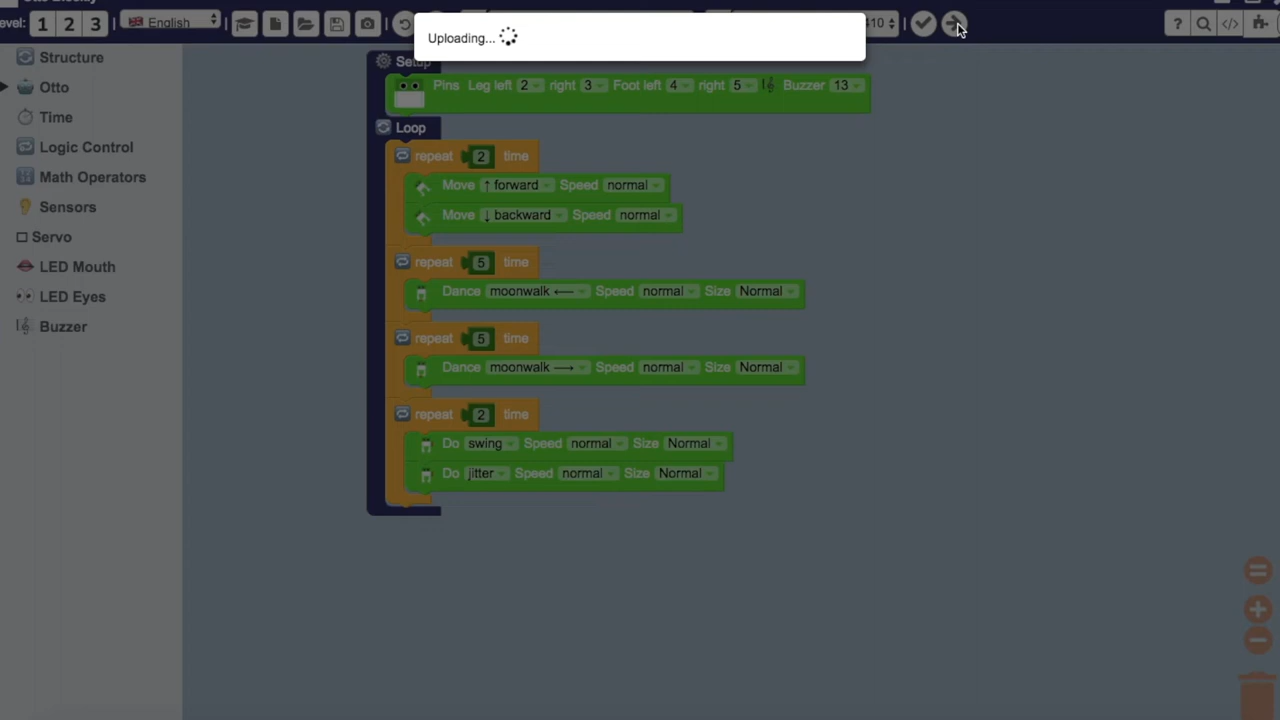 Level: 1 2 3 English 410 ? </>
Uploading...
Structure
Otto
Time
Logic Control
Math Operators
Sensors
Servo
LED Mouth
LED Eyes
Buzzer
Setup
Pins Leg left 2 right 3 Foot left 4 right 5 Buzzer 13
Loop
repeat 2 time
Move ↑ forward Speed normal
Move ↓ backward Speed normal
repeat 5 time
Dance moonwalk ⟵ Speed normal Size Normal
repeat 5 time
Dance moonwalk ⟶ Speed normal Size Normal
repeat 2 time
Do swing Speed normal Size Normal
Do jitter Speed normal Size Normal